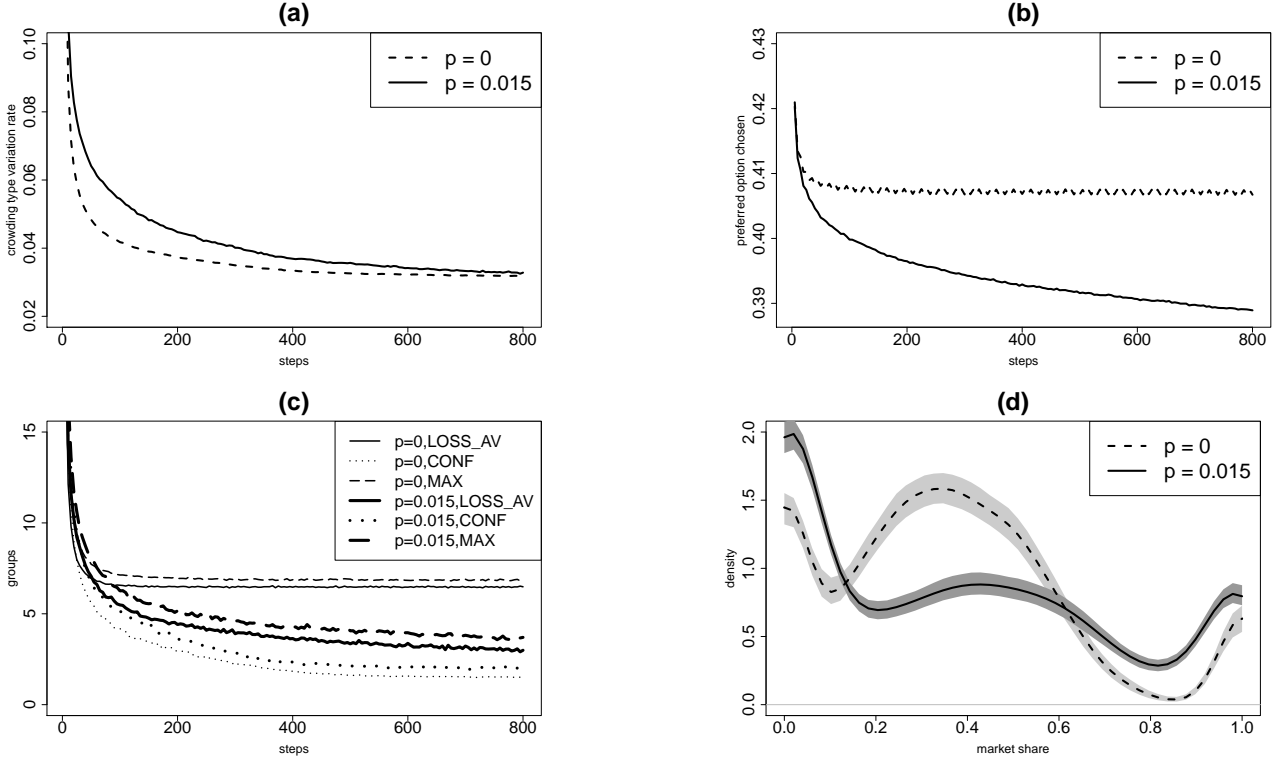 (a)
crowding type variation rate
0.02 0.04 0.06 0.08 0.10
p = 0
p = 0.015
0 200 400 600 800
steps
(b)
preferred option chosen
0.39 0.40 0.41 0.42 0.43
p = 0
p = 0.015
0 200 400 600 800
steps
(c)
groups
0 5 10 15
p=0,LOSS_AV
p=0,CONF
p=0,MAX
p=0.015,LOSS_AV
p=0.015,CONF
p=0.015,MAX
0 200 400 600 800
steps
(d)
density
0.0 0.5 1.0 1.5 2.0
p = 0
p = 0.015
0.0 0.2 0.4 0.6 0.8 1.0
market share